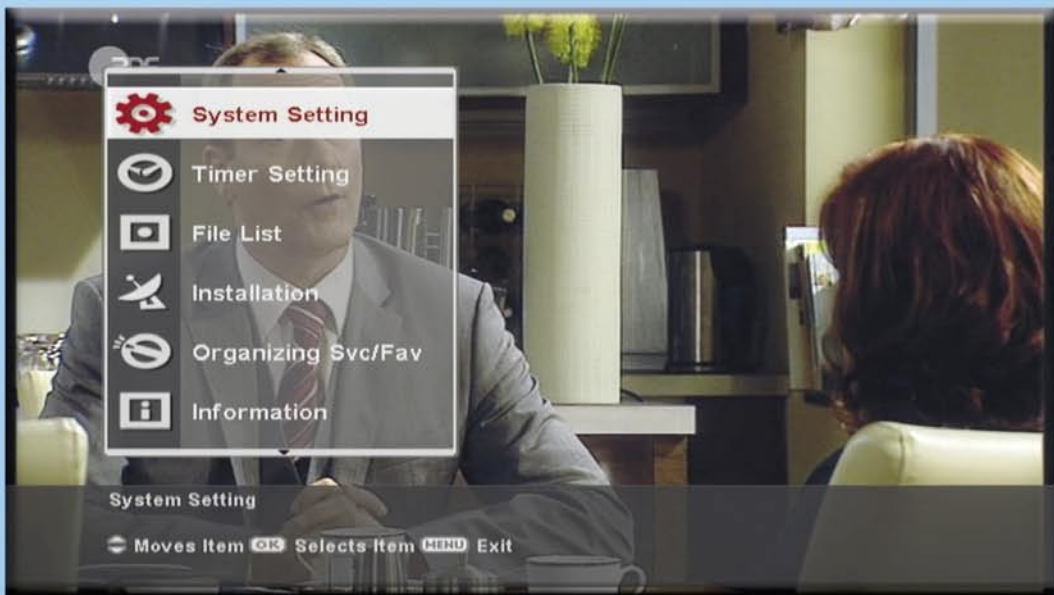 System Setting
Timer Setting
File List
Installation
Organizing Svc/Fav
Information
System Setting
Moves Item OK Selects Item MENU Exit